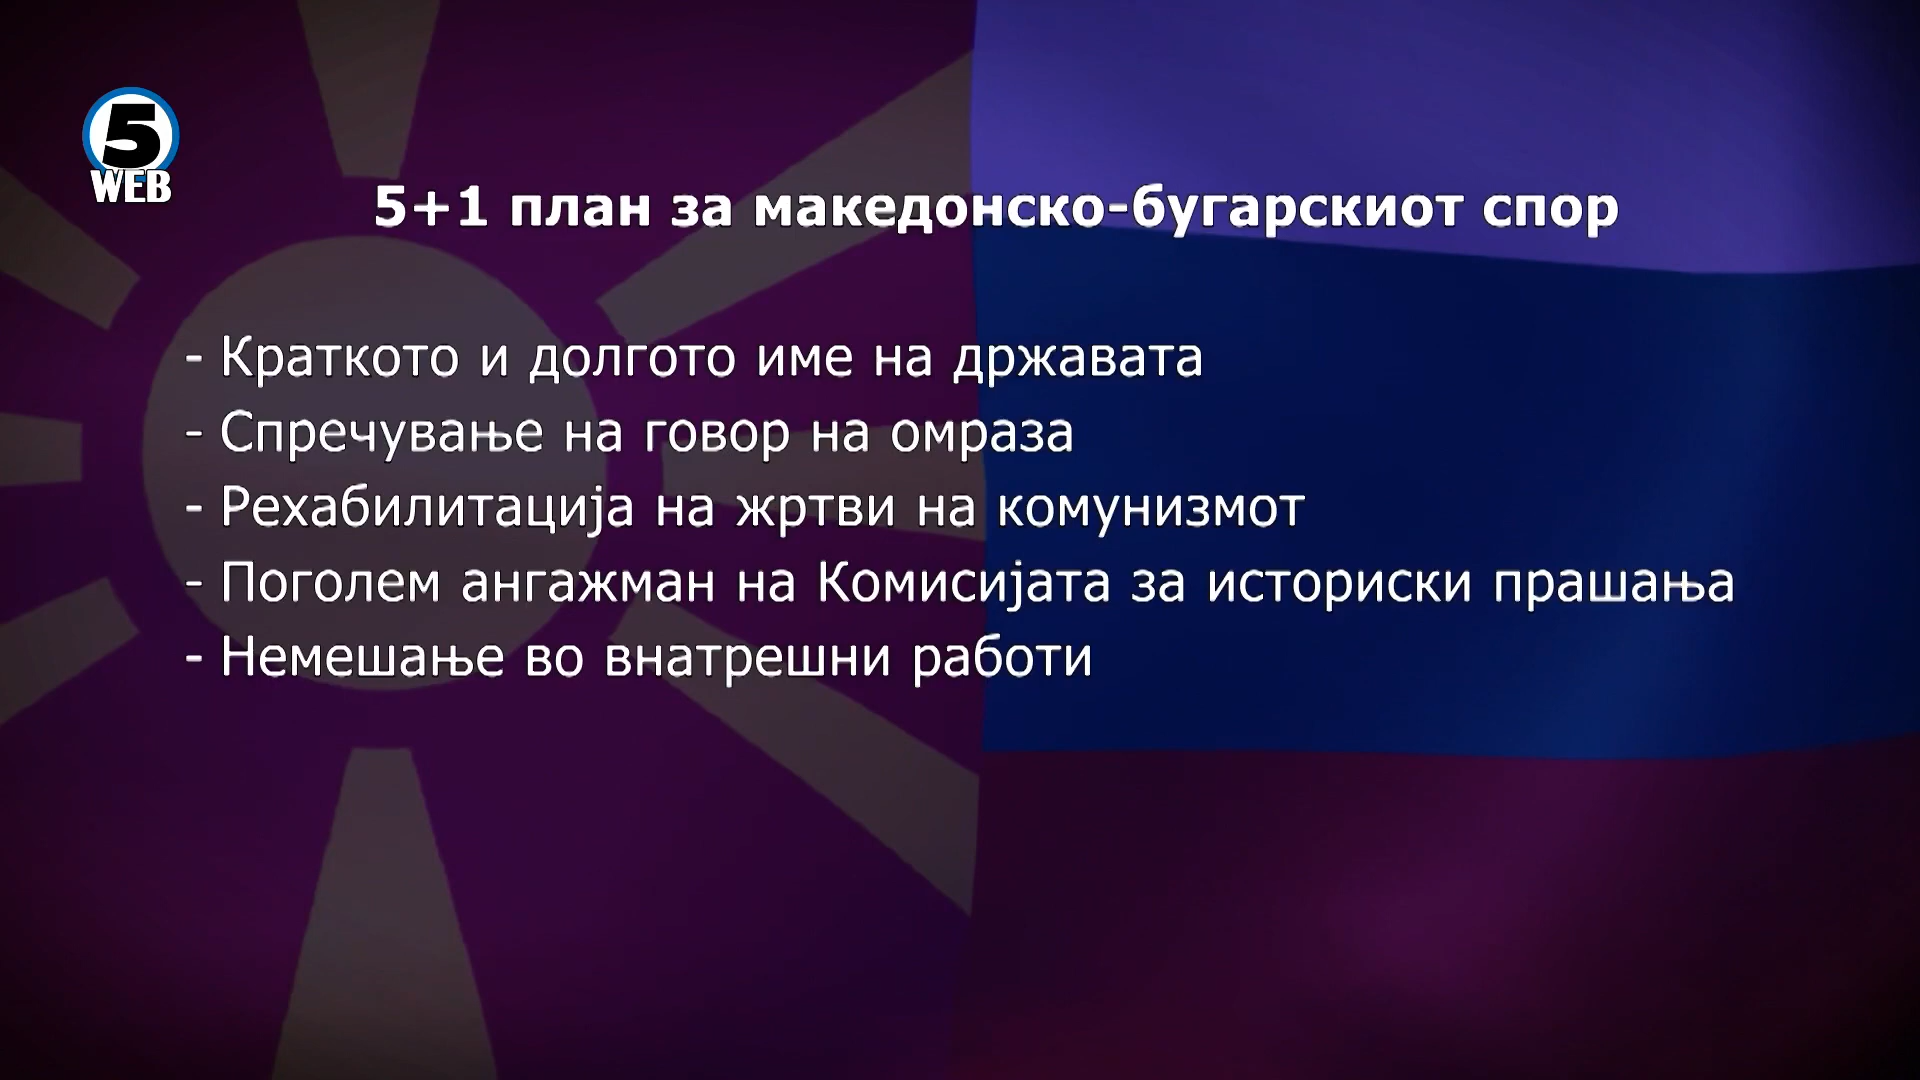 5
WEB
5+1 план за македонско-бугарскиот спор
- Краткото и долгото име на државата
- Спречување на говор на омраза
- Рехабилитација на жртви на комунизмот
- Поголем ангажман на Комисијата за историски прашања
- Немешање во внатрешни работи